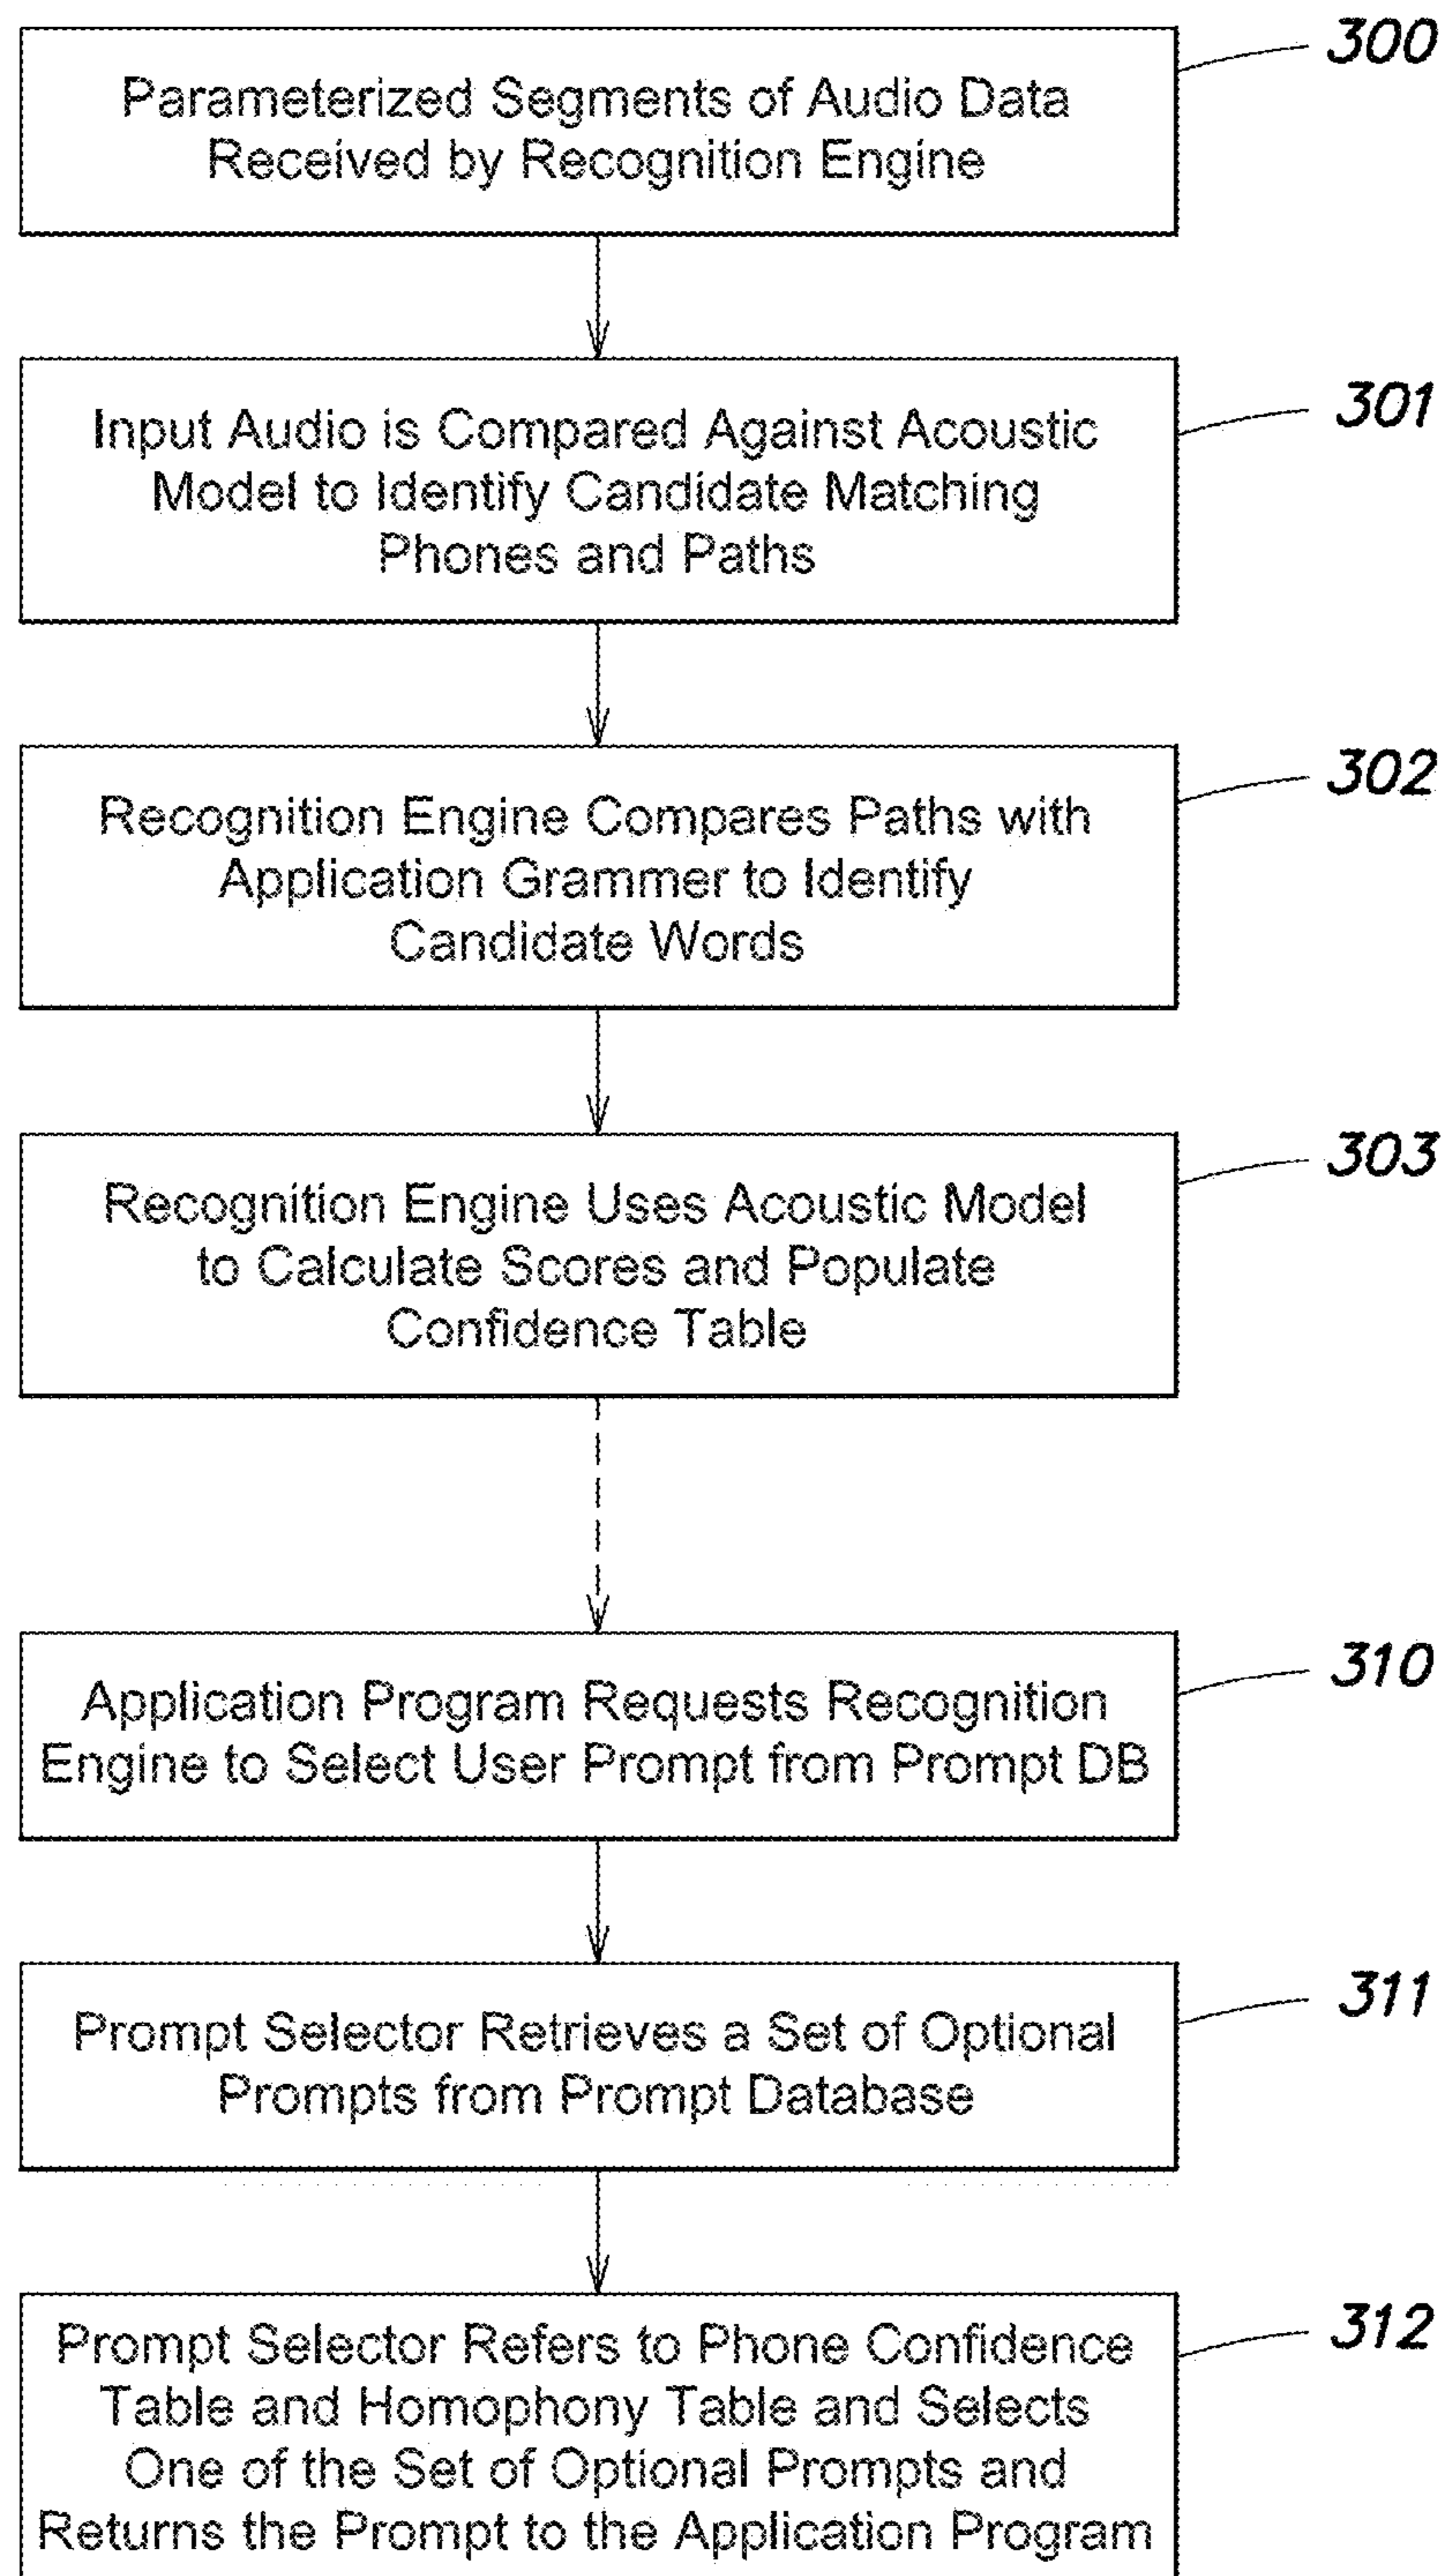 300
Parameterized Segments of Audio Data
Received by Recognition Engine
301
Input Audio is Compared Against Acoustic
Model to Identify Candidate Matching
Phones and Paths
302
Recognition Engine Compares Paths with
Application Grammer to Identify
Candidate Words
303
Recognition Engine Uses Acoustic Model
to Calculate Scores and Populate
Confidence Table
310
Application Program Requests Recognition
Engine to Select User Prompt from Prompt DB
311
Prompt Selector Retrieves a Set of Optional
Prompts from Prompt Database
312
Prompt Selector Refers to Phone Confidence
Table and Homophony Table and Selects
One of the Set of Optional Prompts and
Returns the Prompt to the Application Program